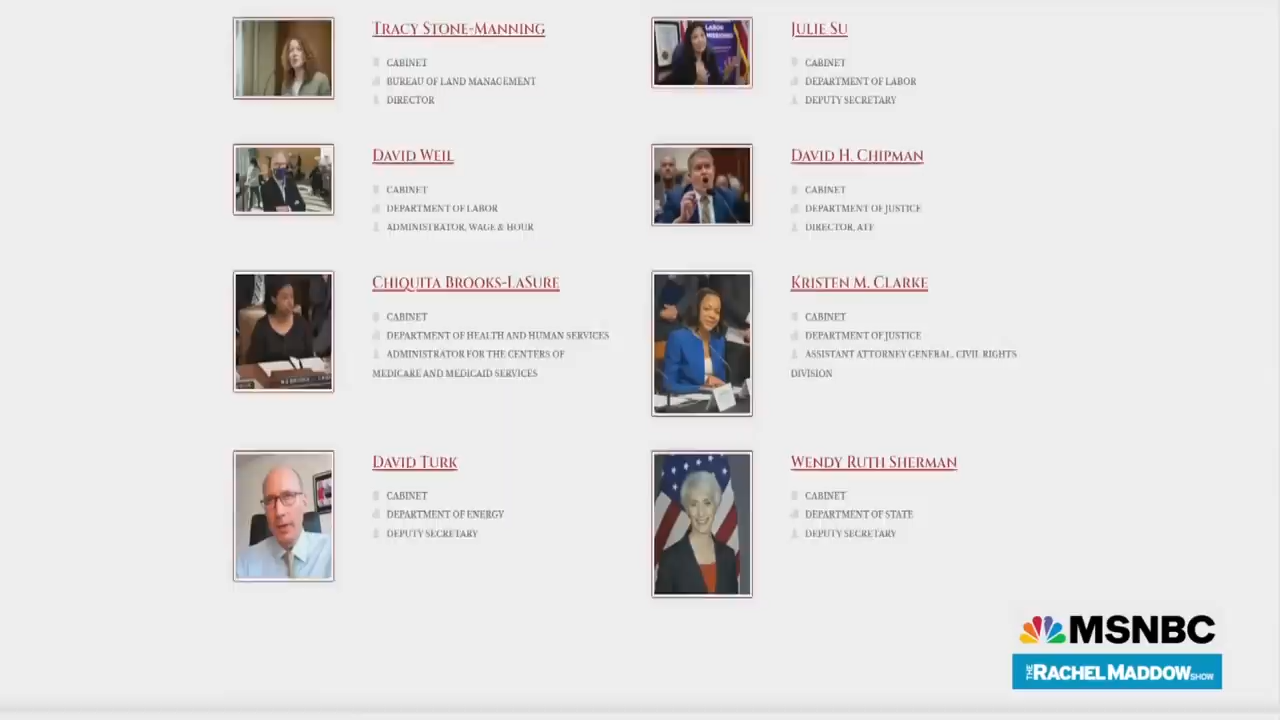 TRACY STONE-MANNING
CABINET
BUREAU OF LAND MANAGEMENT
DIRECTOR
JULIE SU
CABINET
DEPARTMENT OF LABOR
DEPUTY SECRETARY
DAVID WEIL
CABINET
DEPARTMENT OF LABOR
ADMINISTRATOR, WAGE & HOUR
DAVID H. CHIPMAN
CABINET
DEPARTMENT OF JUSTICE
DIRECTOR, ATF
CHIQUITA BROOKS-LASURE
CABINET
DEPARTMENT OF HEALTH AND HUMAN SERVICES
ADMINISTRATOR FOR THE CENTERS OF
MEDICARE AND MEDICAID SERVICES
KRISTEN M. CLARKE
CABINET
DEPARTMENT OF JUSTICE
ASSISTANT ATTORNEY GENERAL, CIVIL RIGHTS
DIVISION
DAVID TURK
CABINET
DEPARTMENT OF ENERGY
DEPUTY SECRETARY
WENDY RUTH SHERMAN
CABINET
DEPARTMENT OF STATE
DEPUTY SECRETARY
MSNBC
THE RACHEL MADDOW SHOW